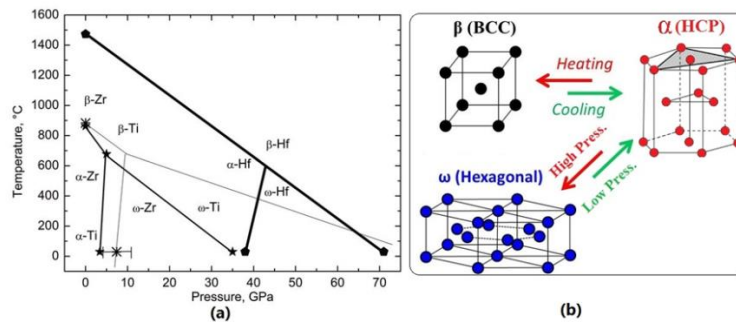 (a)
1600
1400
1200
1000
800
600
400
200
0
Temperature, °C
β-Zr
β-Ti
β-Hf
α-Hf
α-Zr
ω-Hf
ω-Zr
ω-Ti
α-Ti
0 10 20 30 40 50 60 70
Pressure, GPa
(a)
(b)
β (BCC)
α (HCP)
Heating
Cooling
High Press.
Low Press.
ω (Hexagonal)
(b)